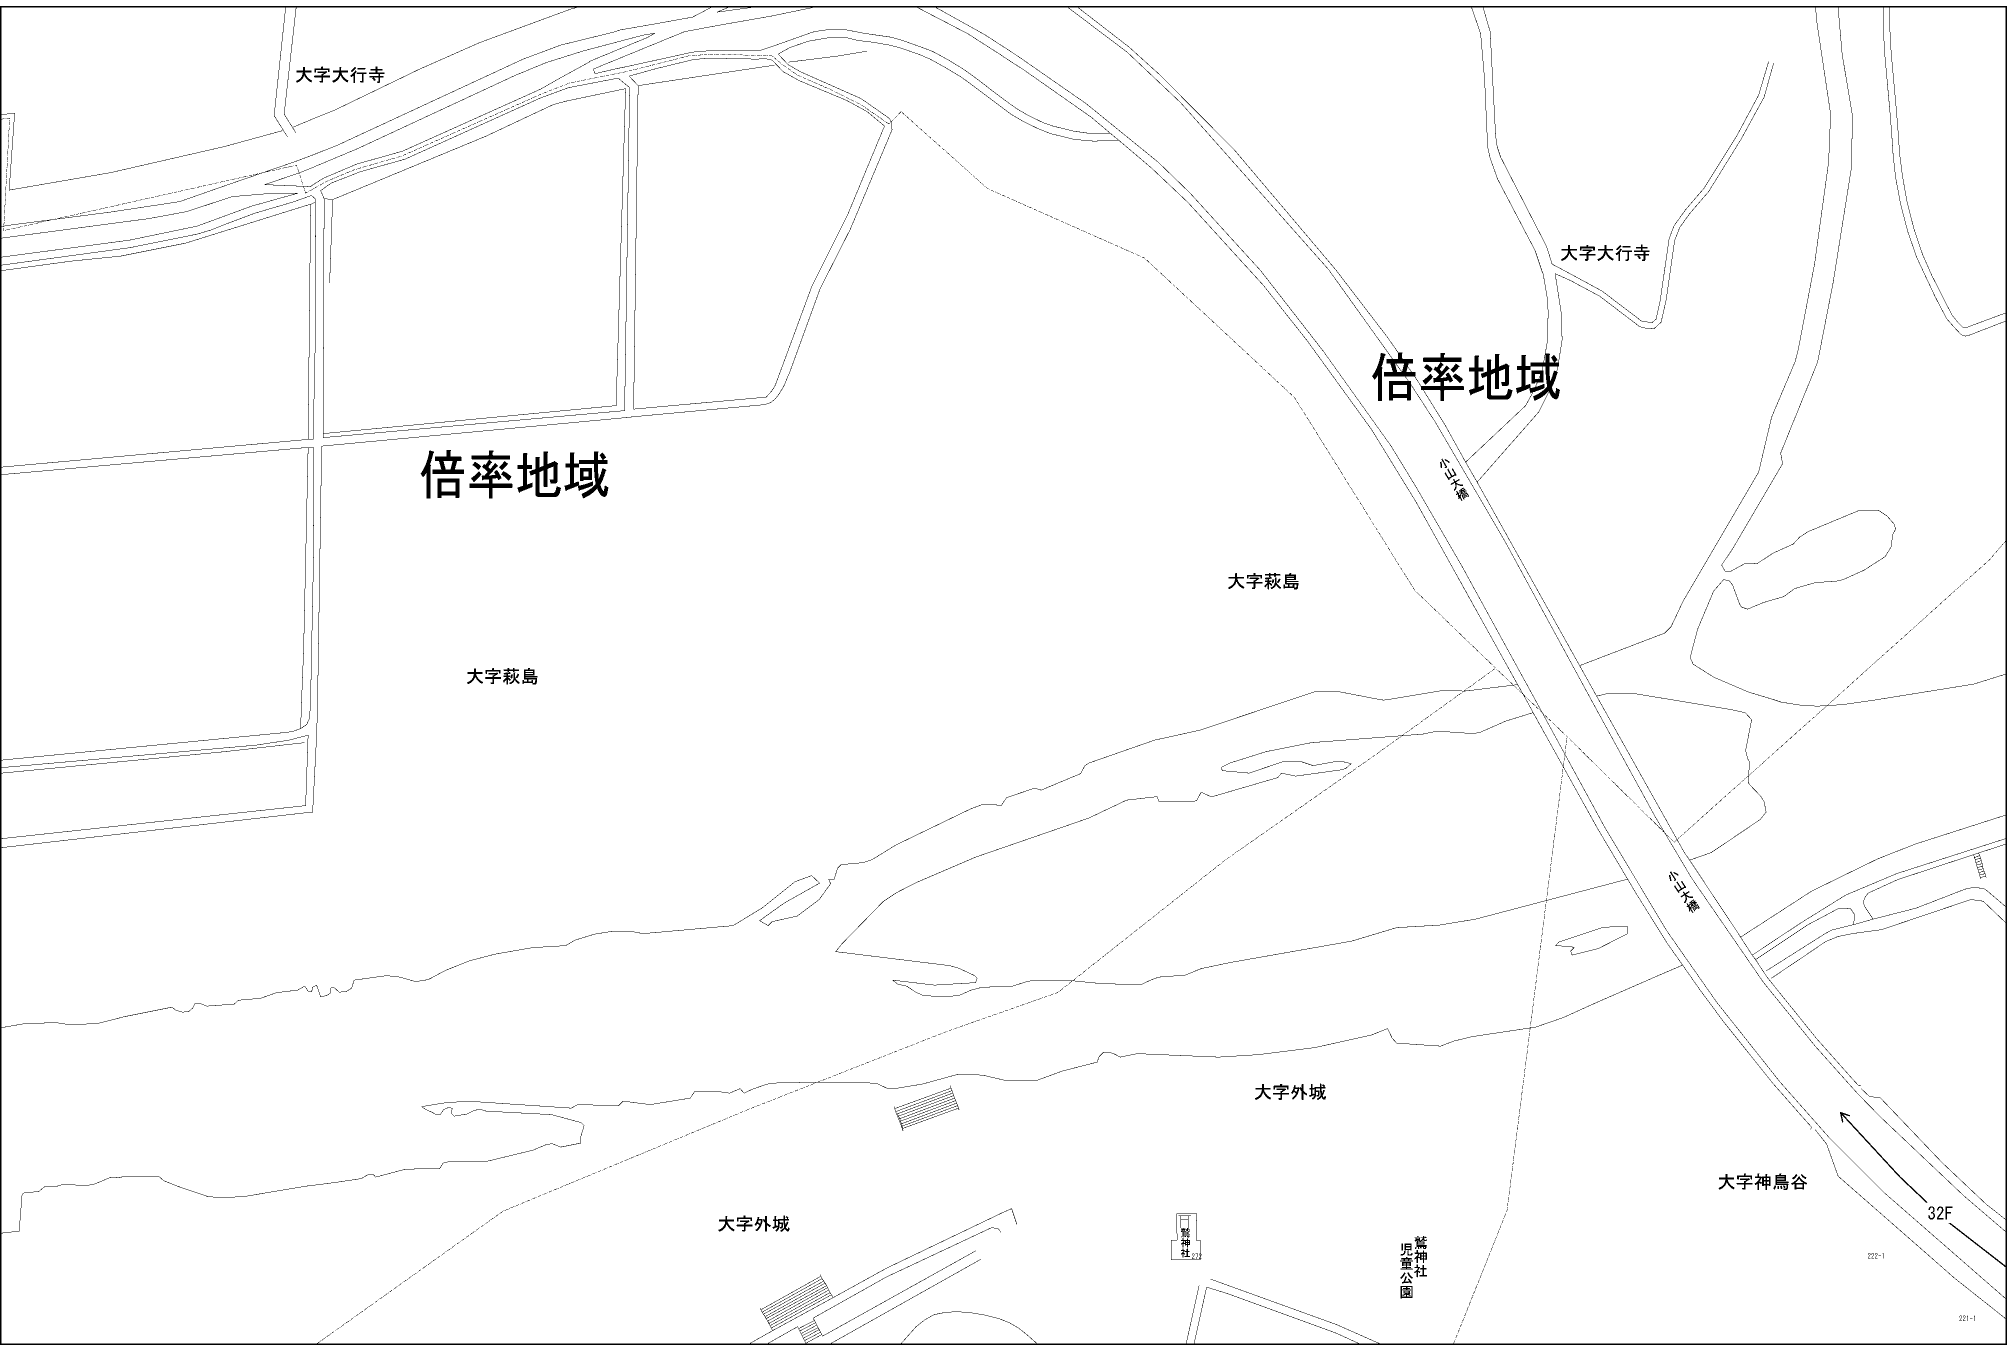 大字大行寺
大字大行寺
倍率地域
倍率地域
小山大橋
大字萩島
大字萩島
小山大橋
大字外城
大字神鳥谷
32F
大字外城
鷲神社
272
鷲神社
児童公園
222-1
221-1